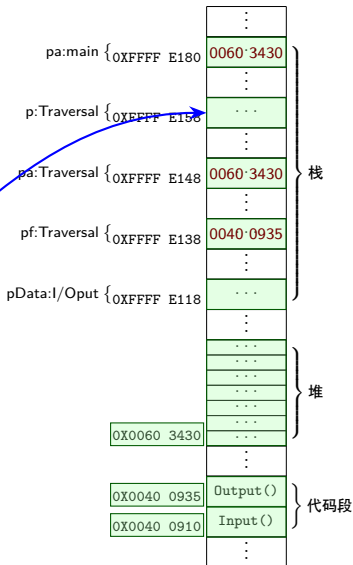 pa:main { 0XFFFF E180 0060 3430
p:Traversal { 0XFFFF E158 ···
pa:Traversal { 0XFFFF E148 0060 3430
栈
pf:Traversal { 0XFFFF E138 0040 0935
pData:I/Oput { 0XFFFF E118 ···
···
···
···
···
堆
···
···
0X0060 3430 ···
0X0040 0935 Output()
代码段
0X0040 0910 Input()